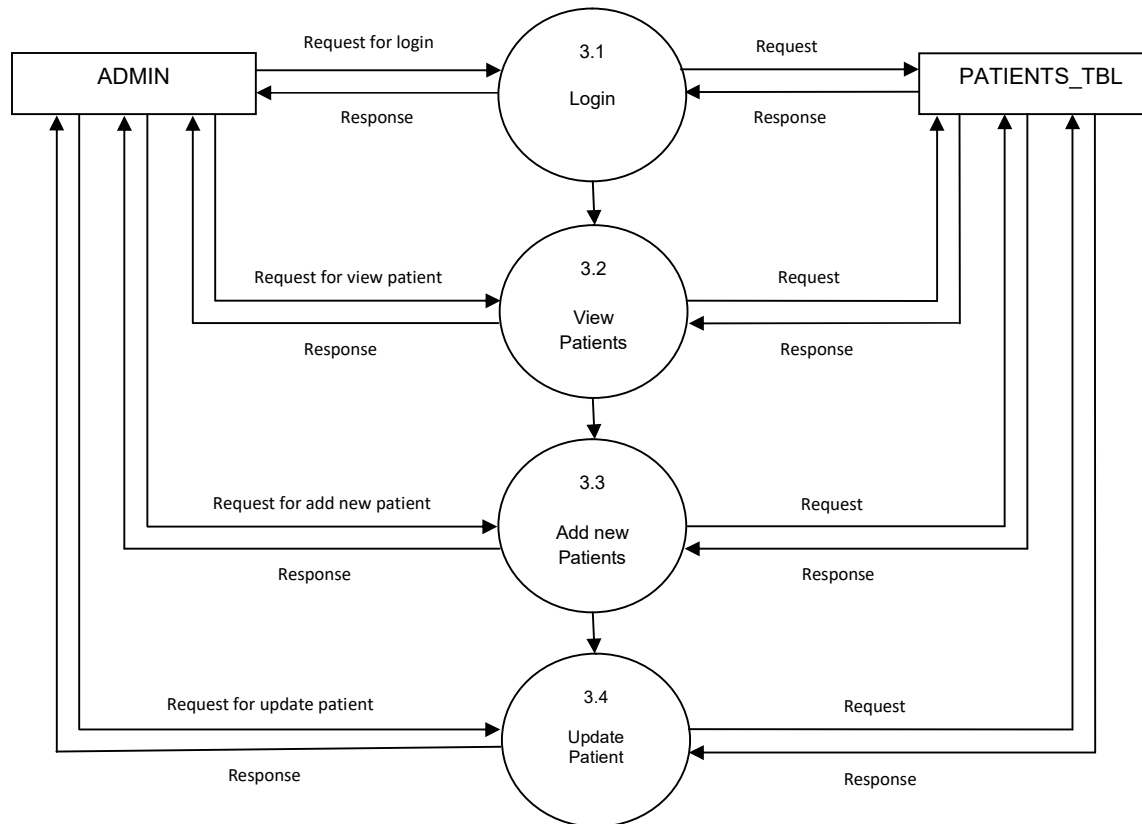 Request for login
3.1
Request
ADMIN
Login
PATIENTS_TBL
Response
Response
3.2
Request for view patient
Request
View
Patients
Response
Response
3.3
Request for add new patient
Request
Add new
Patients
Response
Response
3.4
Request for update patient
Request
Update
Patient
Response
Response